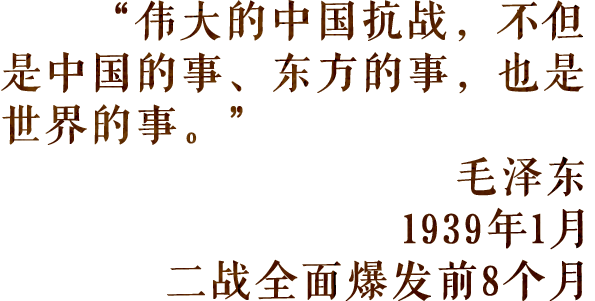 “伟大的中国抗战，不但
是中国的事、东方的事，也是
世界的事。”
毛泽东
1939年1月
二战全面爆发前8个月